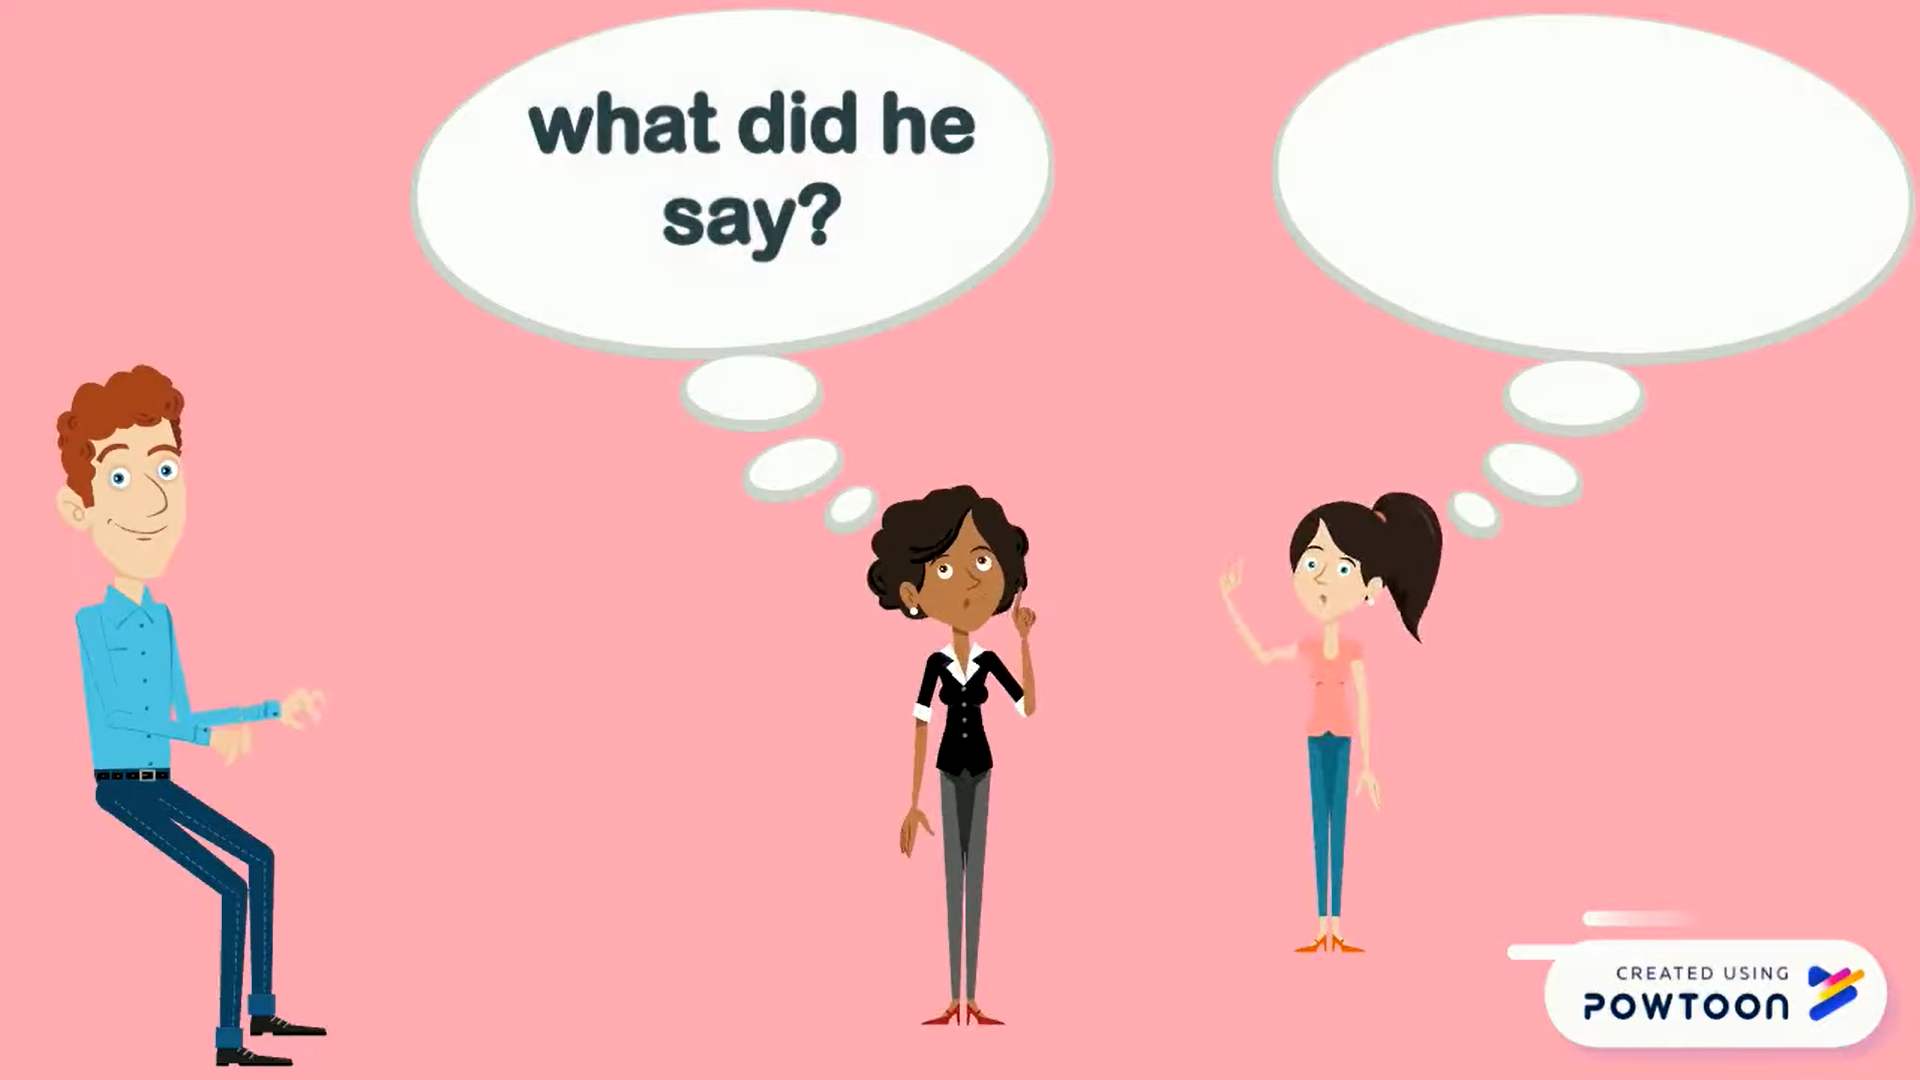 what did he
say?
CREATED USING
POWTOON